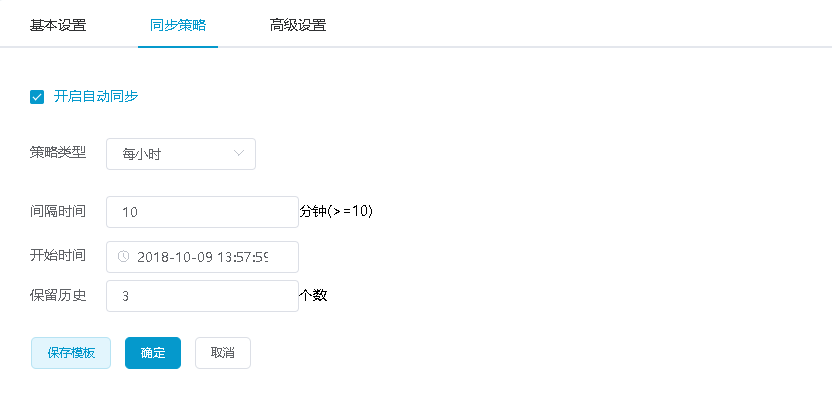 基本设置 同步策略 高级设置
开启自动同步
策略类型 每小时
间隔时间 10 分钟(>=10)
开始时间 2018-10-09 13:57:59
保留历史 3 个数
保存模板 确定 取消